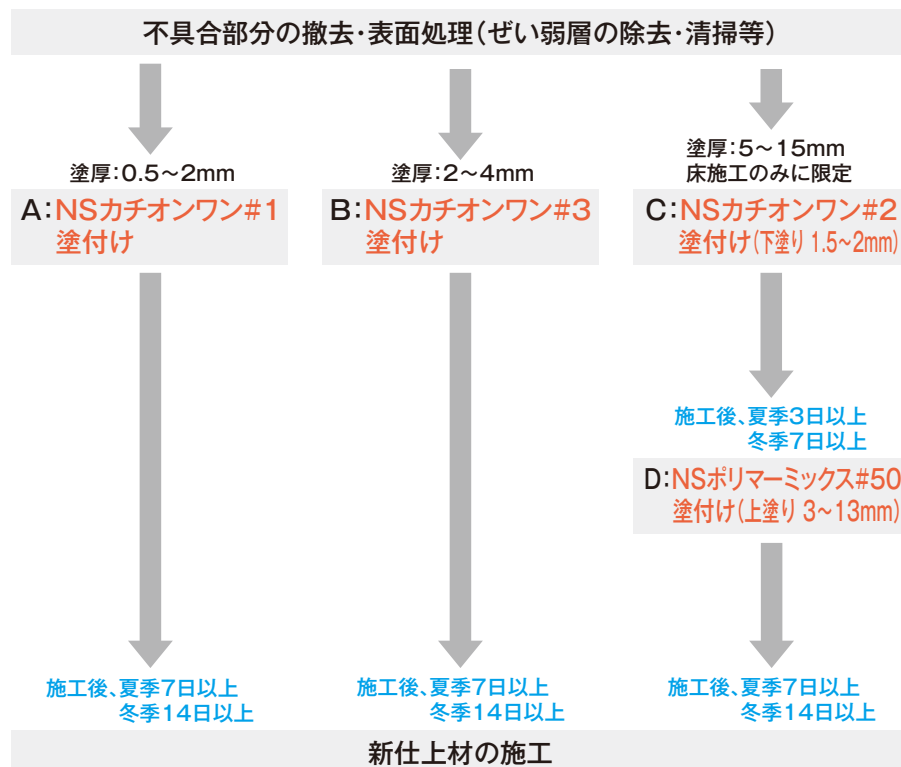 不具合部分の撤去・表面処理（ぜい弱層の除去・清掃等）
塗厚：0.5〜2mm
A：NSカチオンワン#1
塗付け
塗厚：2〜4mm
B：NSカチオンワン#3
塗付け
塗厚：5〜15mm
床施工のみに限定
C：NSカチオンワン#2
塗付け（下塗り 1.5〜2mm）
施工後、夏季3日以上
冬季7日以上
D：NSポリマーミックス#50
塗付け（上塗り 3〜13mm）
施工後、夏季7日以上
冬季14日以上
施工後、夏季7日以上
冬季14日以上
施工後、夏季7日以上
冬季14日以上
新仕上材の施工